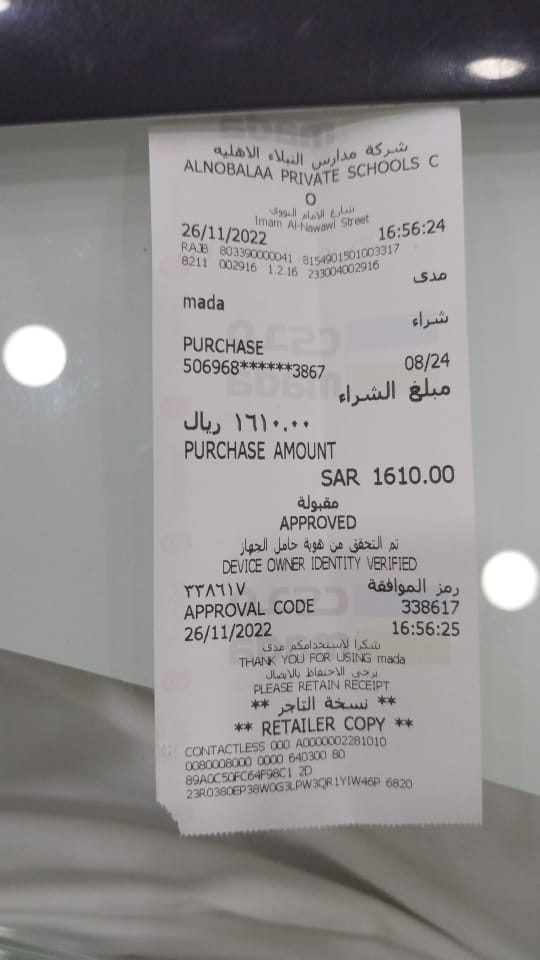 شركة مدارس النبلاء الاهليه
ALNOBALAA PRIVATE SCHOOLS C
O
شارع الامام النووي
Imam Al-Nawawi Street
26/11/2022 16:56:24
RAJB 803390000041 8154901501003317
8211 002916 1.2.16 233004002916
مدى
mada
شراء
PURCHASE
506968******3867 08/24
مبلغ الشراء
١٦١٠.٠٠ ريال
PURCHASE AMOUNT
SAR 1610.00
مقبولة
APPROVED
تم التحقق من هوية حامل الجهاز
DEVICE OWNER IDENTITY VERIFIED
رمز الموافقة ٣٣٨٦١٧
APPROVAL CODE 338617
26/11/2022 16:56:25
شكرا لاستخدامكم مدى
THANK YOU FOR USING mada
يرجى الاحتفاظ بالايصال
PLEASE RETAIN RECEIPT
** نسخة التاجر **
** RETAILER COPY **
CONTACTLESS 000 A0000002281010
0080008000 0000 640300 80
89A0C50FC64F98C1 2D
23R0380EP38W0G3LPW3QR1YIW46P 6820